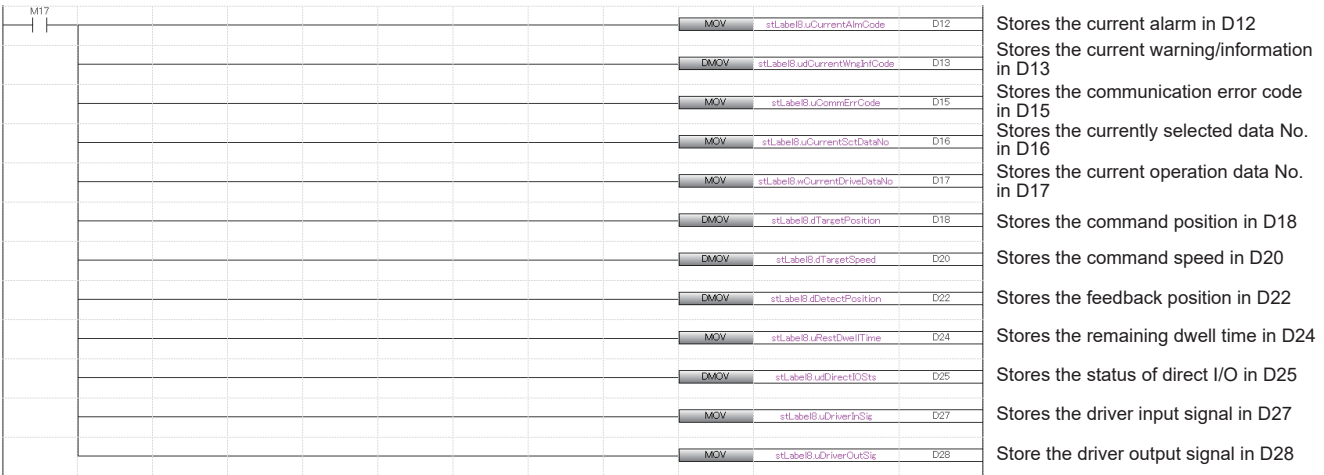 M17
MOV stLabel8.uCurrentAlmCode D12 Stores the current alarm in D12
DMOV stLabel8.udCurrentWngInfCode D13 Stores the current warning/information
in D13
MOV stLabel8.uCommErrCode D15 Stores the communication error code
in D15
MOV stLabel8.uCurrentSctDataNo D16 Stores the currently selected data No.
in D16
MOV stLabel8.wCurrentDriveDataNo D17 Stores the current operation data No.
in D17
DMOV stLabel8.dTargetPosition D18 Stores the command position in D18
DMOV stLabel8.dTargetSpeed D20 Stores the command speed in D20
DMOV stLabel8.dDetectPosition D22 Stores the feedback position in D22
MOV stLabel8.uRestDwellTime D24 Stores the remaining dwell time in D24
DMOV stLabel8.udDirectIOSts D25 Stores the status of direct I/O in D25
MOV stLabel8.uDriverInSig D27 Stores the driver input signal in D27
MOV stLabel8.uDriverOutSig D28 Store the driver output signal in D28